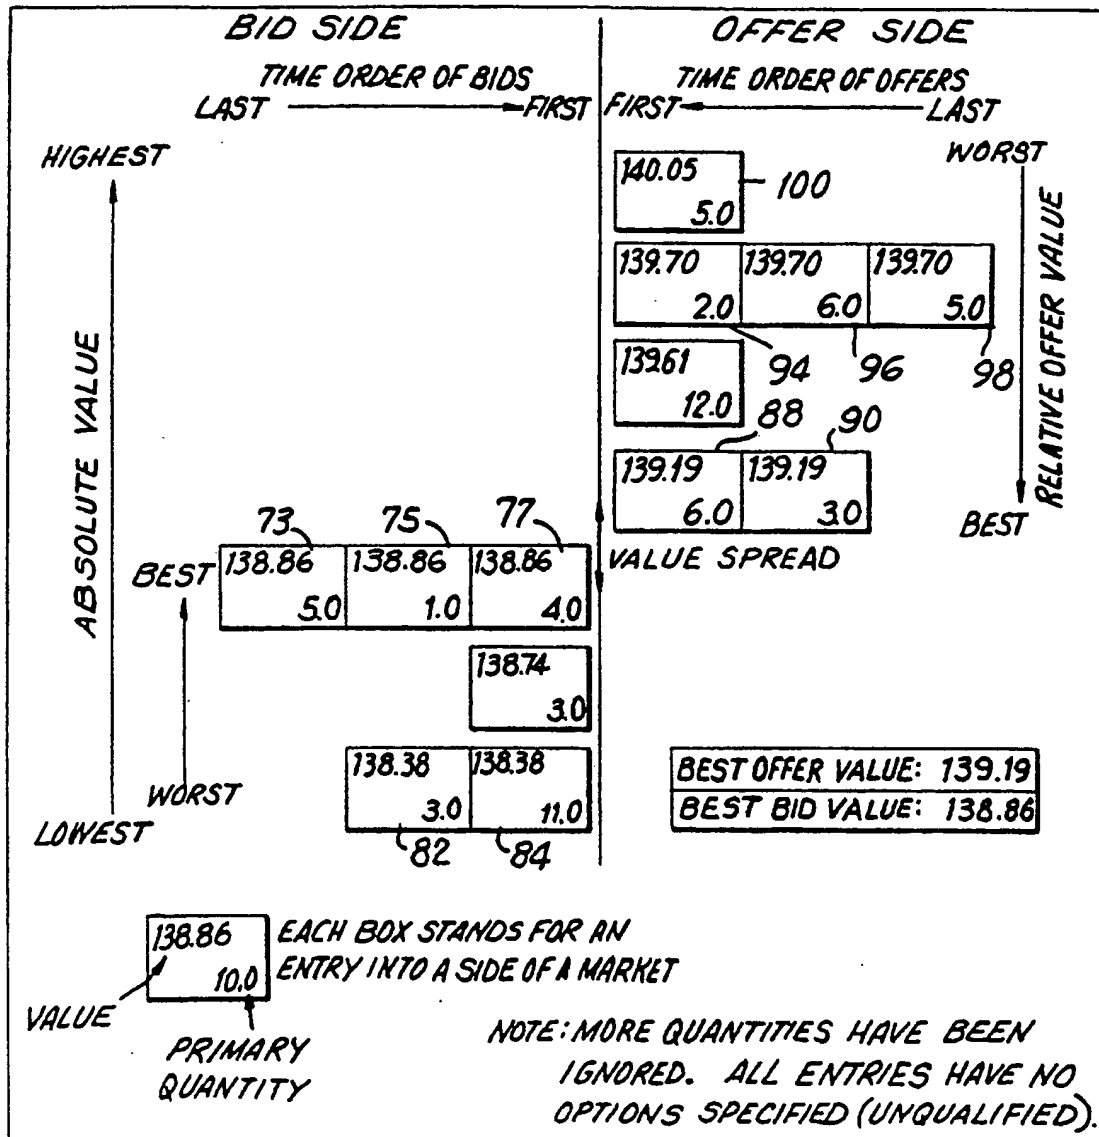 BID SIDE
OFFER SIDE
TIME ORDER OF BIDS
TIME ORDER OF OFFERS
LAST
FIRST
FIRST
LAST
HIGHEST
WORST
140.05
5.0
100
139.70
139.70
139.70
2.0
6.0
5.0
94
96
98
139.61
12.0
88
90
139.19
139.19
6.0
3.0
RELATIVE OFFER VALUE
BEST
ABSOLUTE VALUE
73
75
77
VALUE SPREAD
BEST
138.86
138.86
138.86
5.0
1.0
4.0
138.74
3.0
138.38
138.38
3.0
11.0
WORST
LOWEST
82
84
BEST OFFER VALUE: 139.19
BEST BID VALUE: 138.86
138.86
10.0
EACH BOX STANDS FOR AN
ENTRY INTO A SIDE OF A MARKET
VALUE
PRIMARY
QUANTITY
NOTE: MORE QUANTITIES HAVE BEEN
IGNORED. ALL ENTRIES HAVE NO
OPTIONS SPECIFIED (UNQUALIFIED).